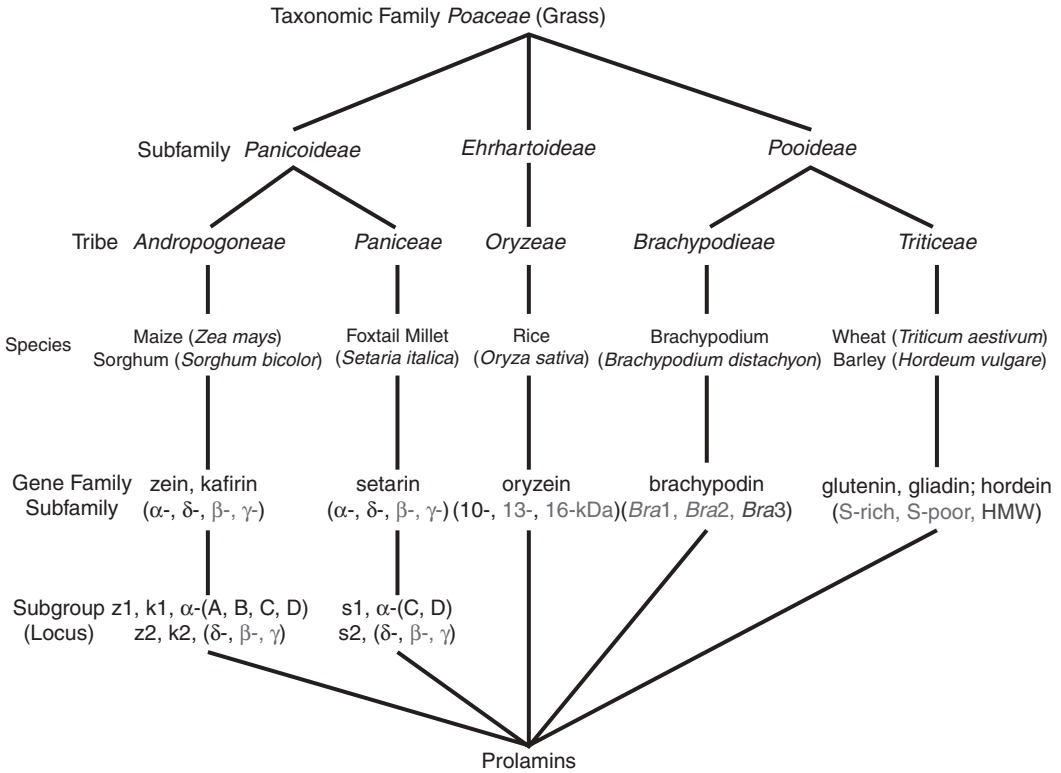 Taxonomic Family Poaceae (Grass)
Subfamily Panicoideae Ehrhartoideae Pooideae
Tribe Andropogoneae Paniceae Oryzeae Brachypodieae Triticeae
Species
Maize (Zea mays) Foxtail Millet Rice Brachypodium Wheat (Triticum aestivum)
Sorghum (Sorghum bicolor) (Setaria italica) (Oryza sativa) (Brachypodium distachyon) Barley (Hordeum vulgare)
Gene Family zein, kafirin setarin oryzein brachypodin glutenin, gliadin; hordein
Subfamily (α-, δ-, β-, γ-) (α-, δ-, β-, γ-) (10-, 13-, 16-kDa) (Bra1, Bra2, Bra3) (S-rich, S-poor, HMW)
Subgroup z1, k1, α-(A, B, C, D) s1, α-(C, D)
(Locus) z2, k2, (δ-, β-, γ) s2, (δ-, β-, γ)
Prolamins